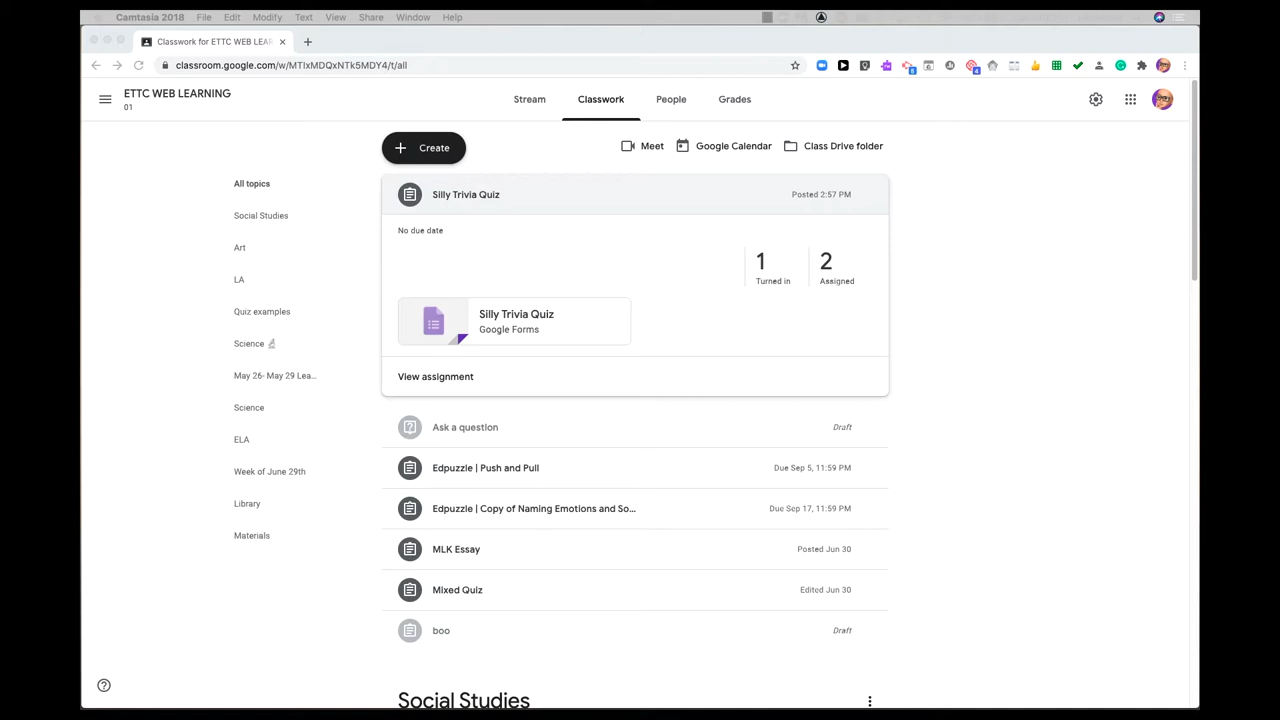 Camtasia 2018 File Edit Modify Text View Share Window Help
Classwork for ETTC WEB LEAR
classroom.google.com/w/MTIxMDQxNTk5MDY4/t/all
ETTC WEB LEARNING
01
Stream Classwork People Grades
Create
Meet Google Calendar Class Drive folder
All topics
Social Studies
Art
LA
Quiz examples
Science
May 26- May 29 Lea...
Science
ELA
Week of June 29th
Library
Materials
Silly Trivia Quiz Posted 2:57 PM
No due date
1 2
Turned in Assigned
Silly Trivia Quiz
Google Forms
View assignment
Ask a question Draft
Edpuzzle | Push and Pull Due Sep 5, 11:59 PM
Edpuzzle | Copy of Naming Emotions and So... Due Sep 17, 11:59 PM
MLK Essay Posted Jun 30
Mixed Quiz Edited Jun 30
boo Draft
Social Studies